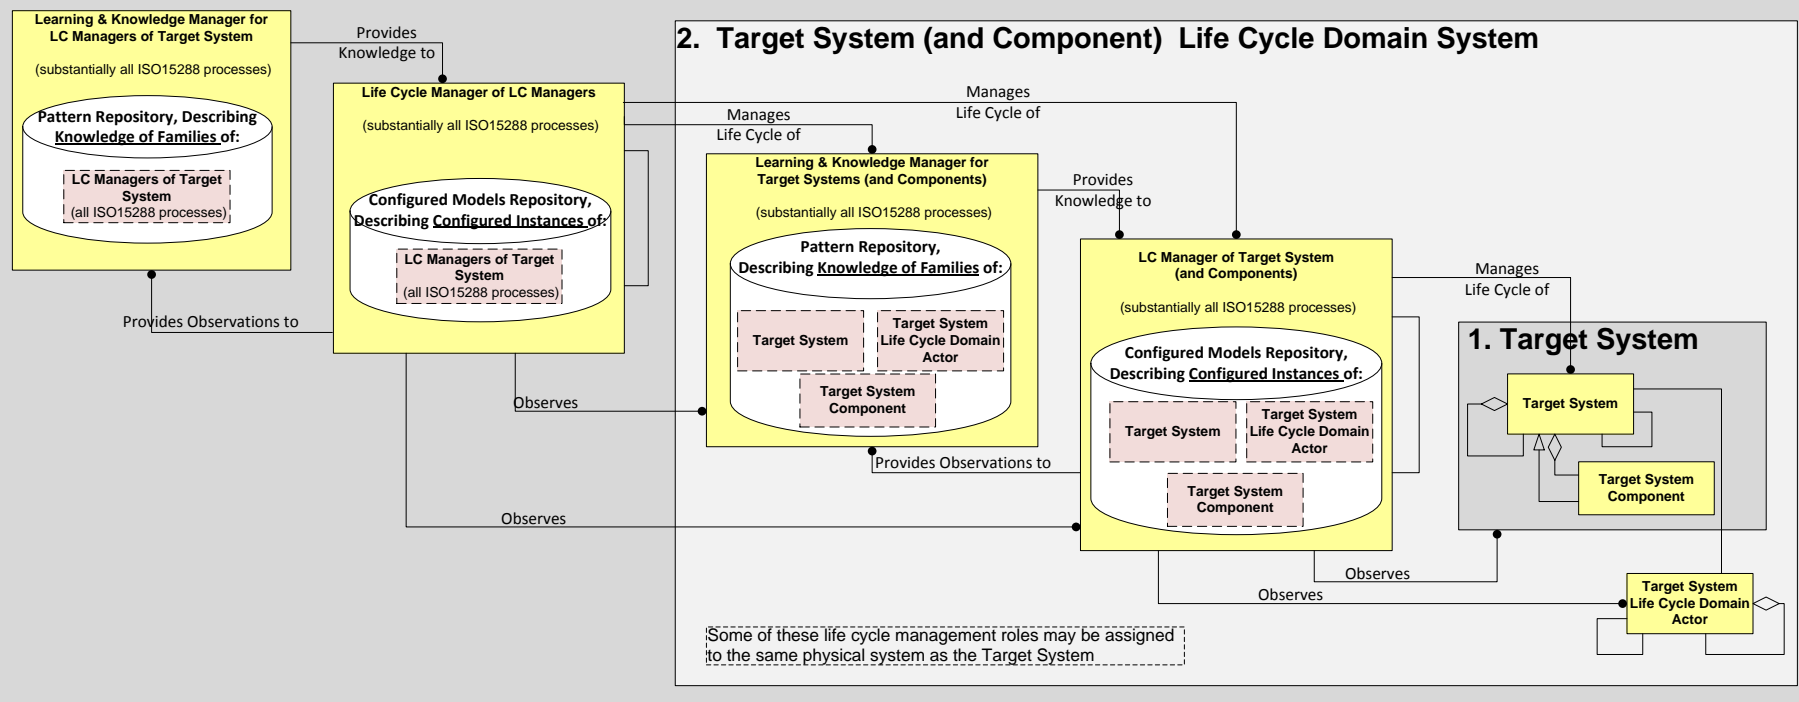 Learning & Knowledge Manager for
LC Managers of Target System
(substantially all ISO15288 processes)
Pattern Repository, Describing
Knowledge of Families of:
LC Managers of Target
System
(all ISO15288 processes)
Provides
Knowledge to
Provides Observations to
Life Cycle Manager of LC Managers
(substantially all ISO15288 processes)
Configured Models Repository,
Describing Configured Instances of:
LC Managers of Target
System
(all ISO15288 processes)
Observes
Observes
2. Target System (and Component) Life Cycle Domain System
Manages
Life Cycle of
Manages
Life Cycle of
Learning & Knowledge Manager for
Target Systems (and Components)
(substantially all ISO15288 processes)
Pattern Repository,
Describing Knowledge of Families of:
Target System
Target System
Life Cycle Domain
Actor
Target System
Component
Provides
Knowledge to
Provides Observations to
LC Manager of Target System
(and Components)
(substantially all ISO15288 processes)
Configured Models Repository,
Describing Configured Instances of:
Target System
Target System
Life Cycle Domain
Actor
Target System
Component
Manages
Life Cycle of
1. Target System
Target System
Target System
Component
Observes
Observes
Target System
Life Cycle Domain
Actor
Some of these life cycle management roles may be assigned
to the same physical system as the Target System